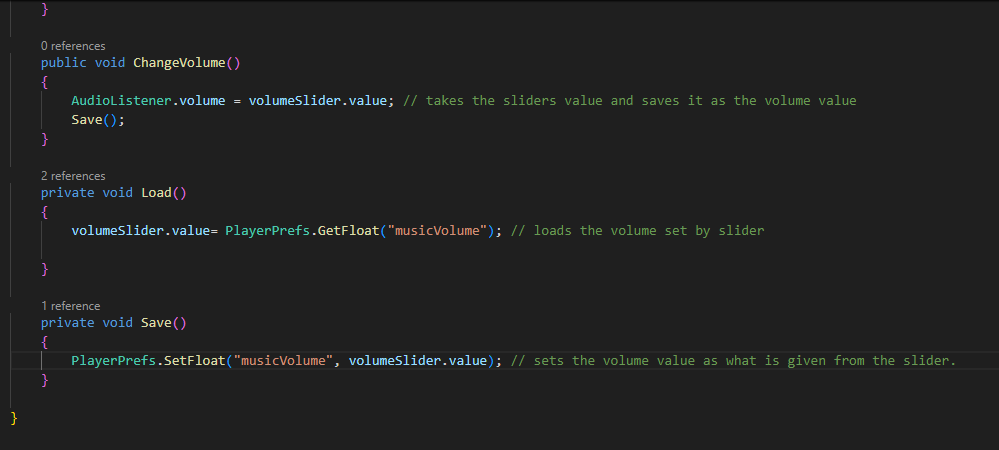 }
0 references
public void ChangeVolume()
{
AudioListener.volume = volumeSlider.value; // takes the sliders value and saves it as the volume value
Save();
}
2 references
private void Load()
{
volumeSlider.value= PlayerPrefs.GetFloat("musicVolume"); // loads the volume set by slider
}
1 reference
private void Save()
{
PlayerPrefs.SetFloat("musicVolume", volumeSlider.value); // sets the volume value as what is given from the slider.
}
}